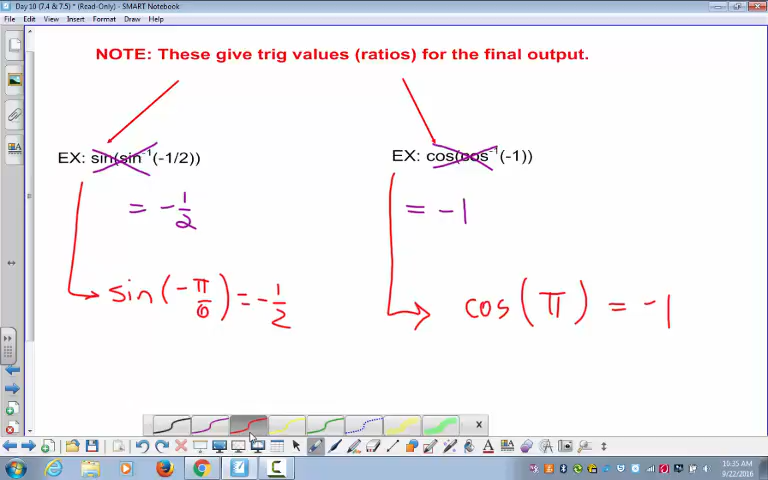 Day 10 (7.4 & 7.5) * (Read-Only) - SMART Notebook
File Edit View Insert Format Draw Help
NOTE: These give trig values (ratios) for the final output.
EX: sin(sin⁻¹(-1/2))
EX: cos(cos⁻¹(-1))
= -1/2
= -1
sin(-π/6) = -1/2
cos(π) = -1
10:35 AM
9/22/2016